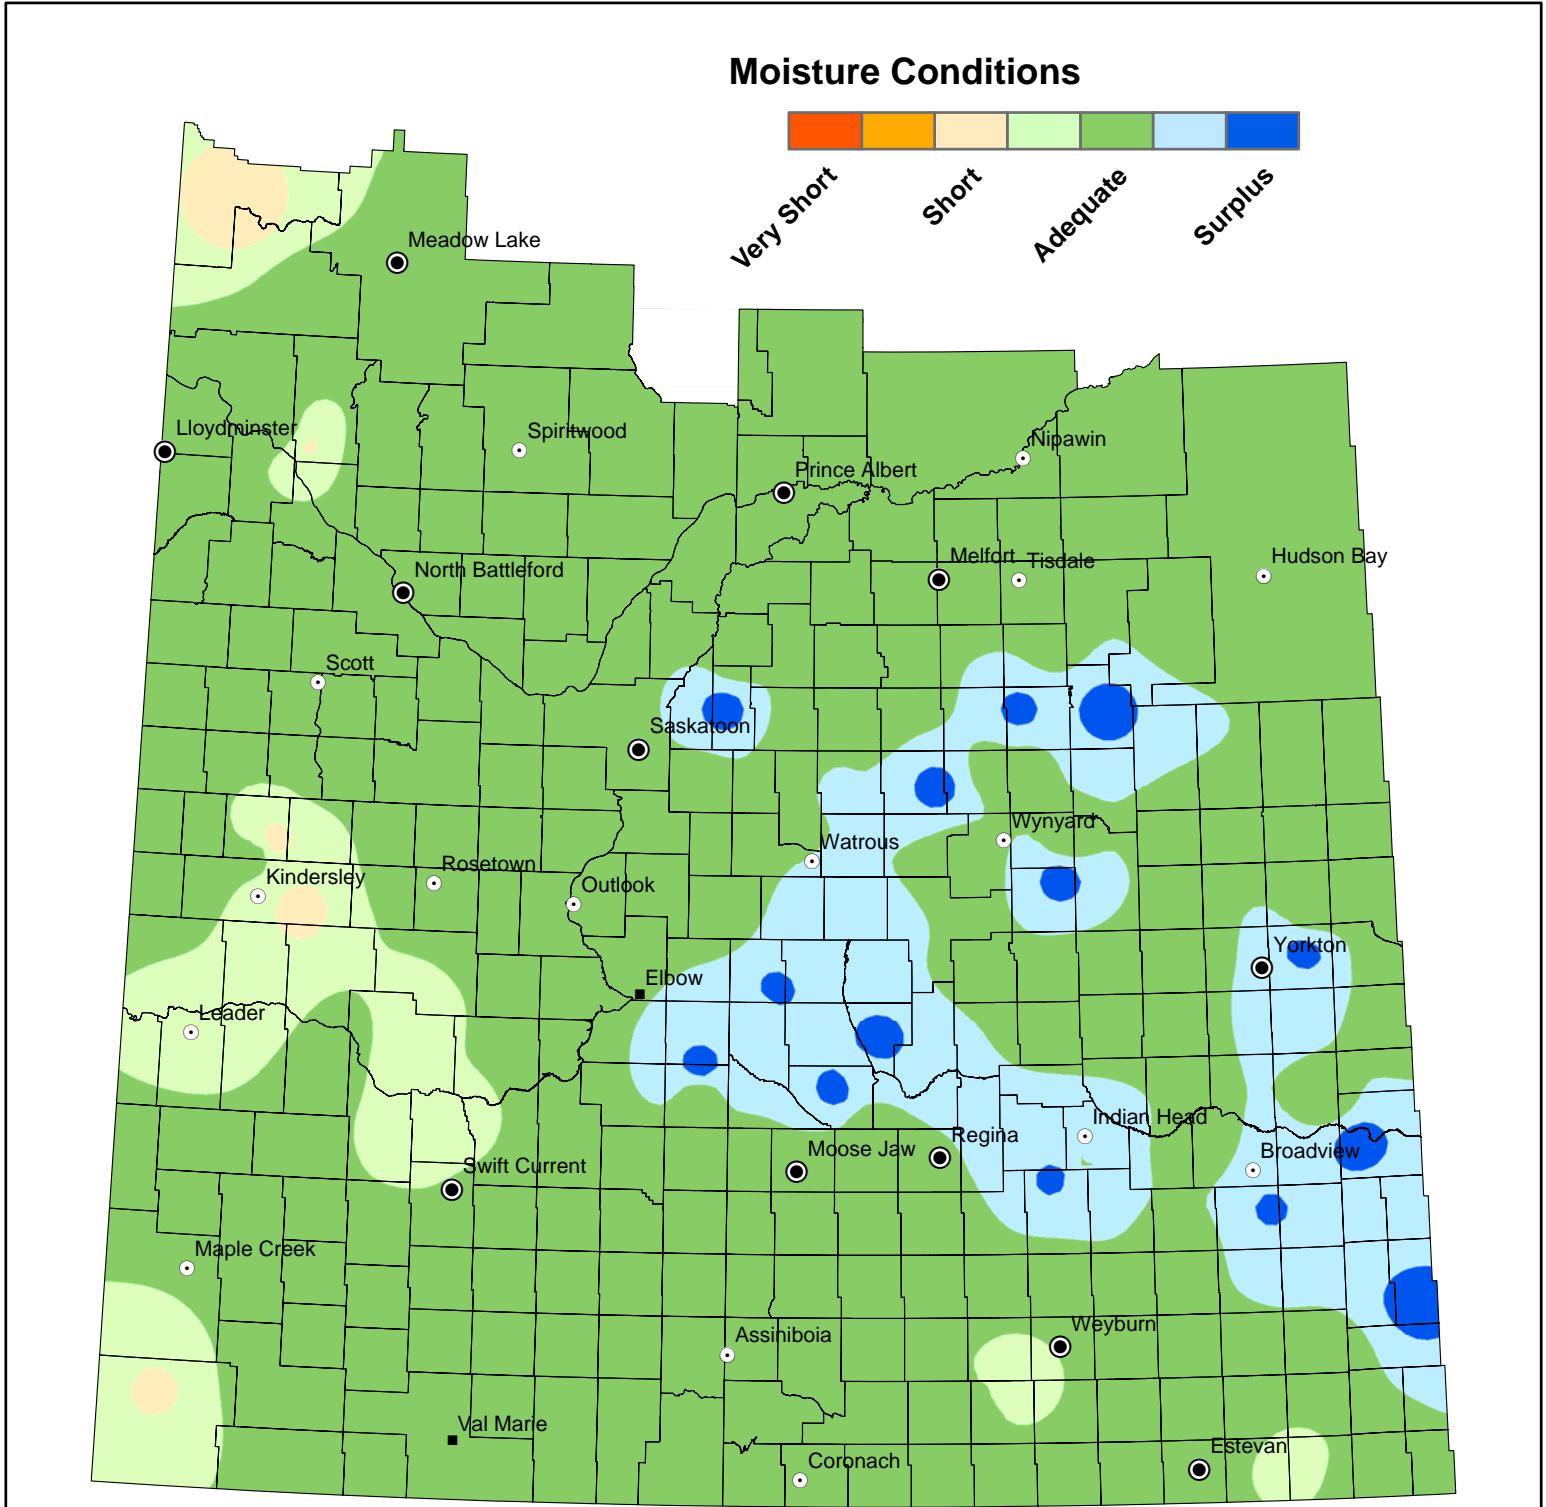 Moisture Conditions
Very Short
Short
Adequate
Surplus
Meadow Lake
Lloydminster
Spiritwood
Nipawin
Prince Albert
North Battleford
Melfort
Tisdale
Hudson Bay
Scott
Saskatoon
Watrous
Wynyard
Kindersley
Rosetown
Outlook
Yorkton
Elbow
Leader
Swift Current
Moose Jaw
Regina
Indian Head
Broadview
Maple Creek
Assiniboia
Weyburn
Val Marie
Coronach
Estevan